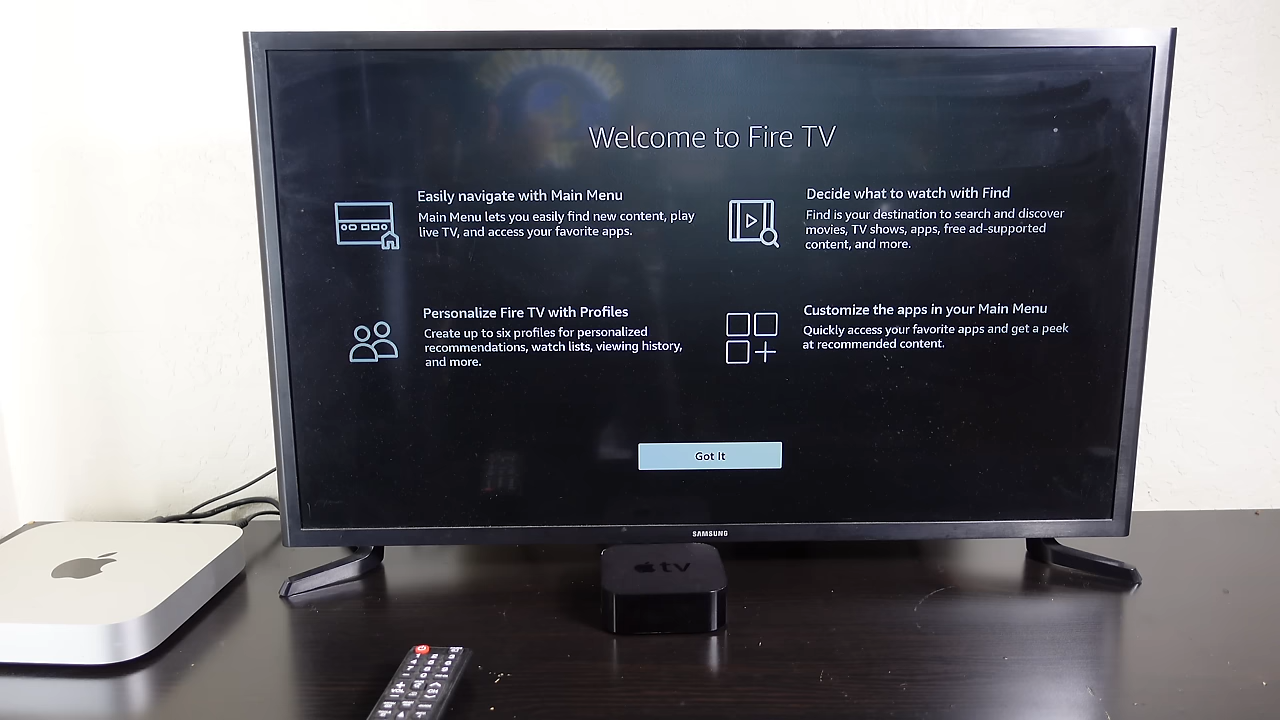 Welcome to Fire TV
Easily navigate with Main Menu
Main Menu lets you easily find new content, play
live TV, and access your favorite apps.
Decide what to watch with Find
Find is your destination to search and discover
movies, TV shows, apps, free ad-supported
content, and more.
Personalize Fire TV with Profiles
Create up to six profiles for personalized
recommendations, watch lists, viewing history,
and more.
Customize the apps in your Main Menu
Quickly access your favorite apps and get a peek
at recommended content.
Got It
SAMSUNG
tv